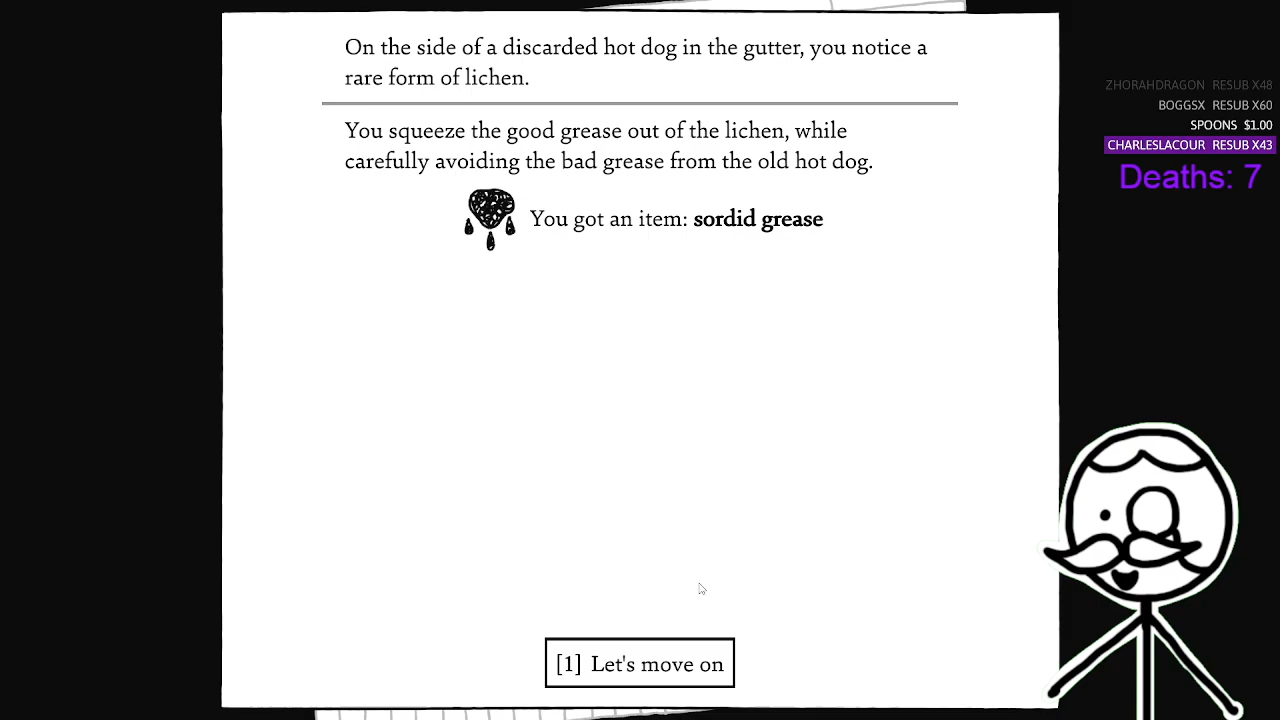 On the side of a discarded hot dog in the gutter, you notice a
rare form of lichen.
You squeeze the good grease out of the lichen, while
carefully avoiding the bad grease from the old hot dog.
You got an item: sordid grease
[1] Let's move on
ZHORAHDRAGON RESUB X48
BOGGSX RESUB X60
SPOONS $1.00
CHARLESLACOUR RESUB X43
Deaths: 7